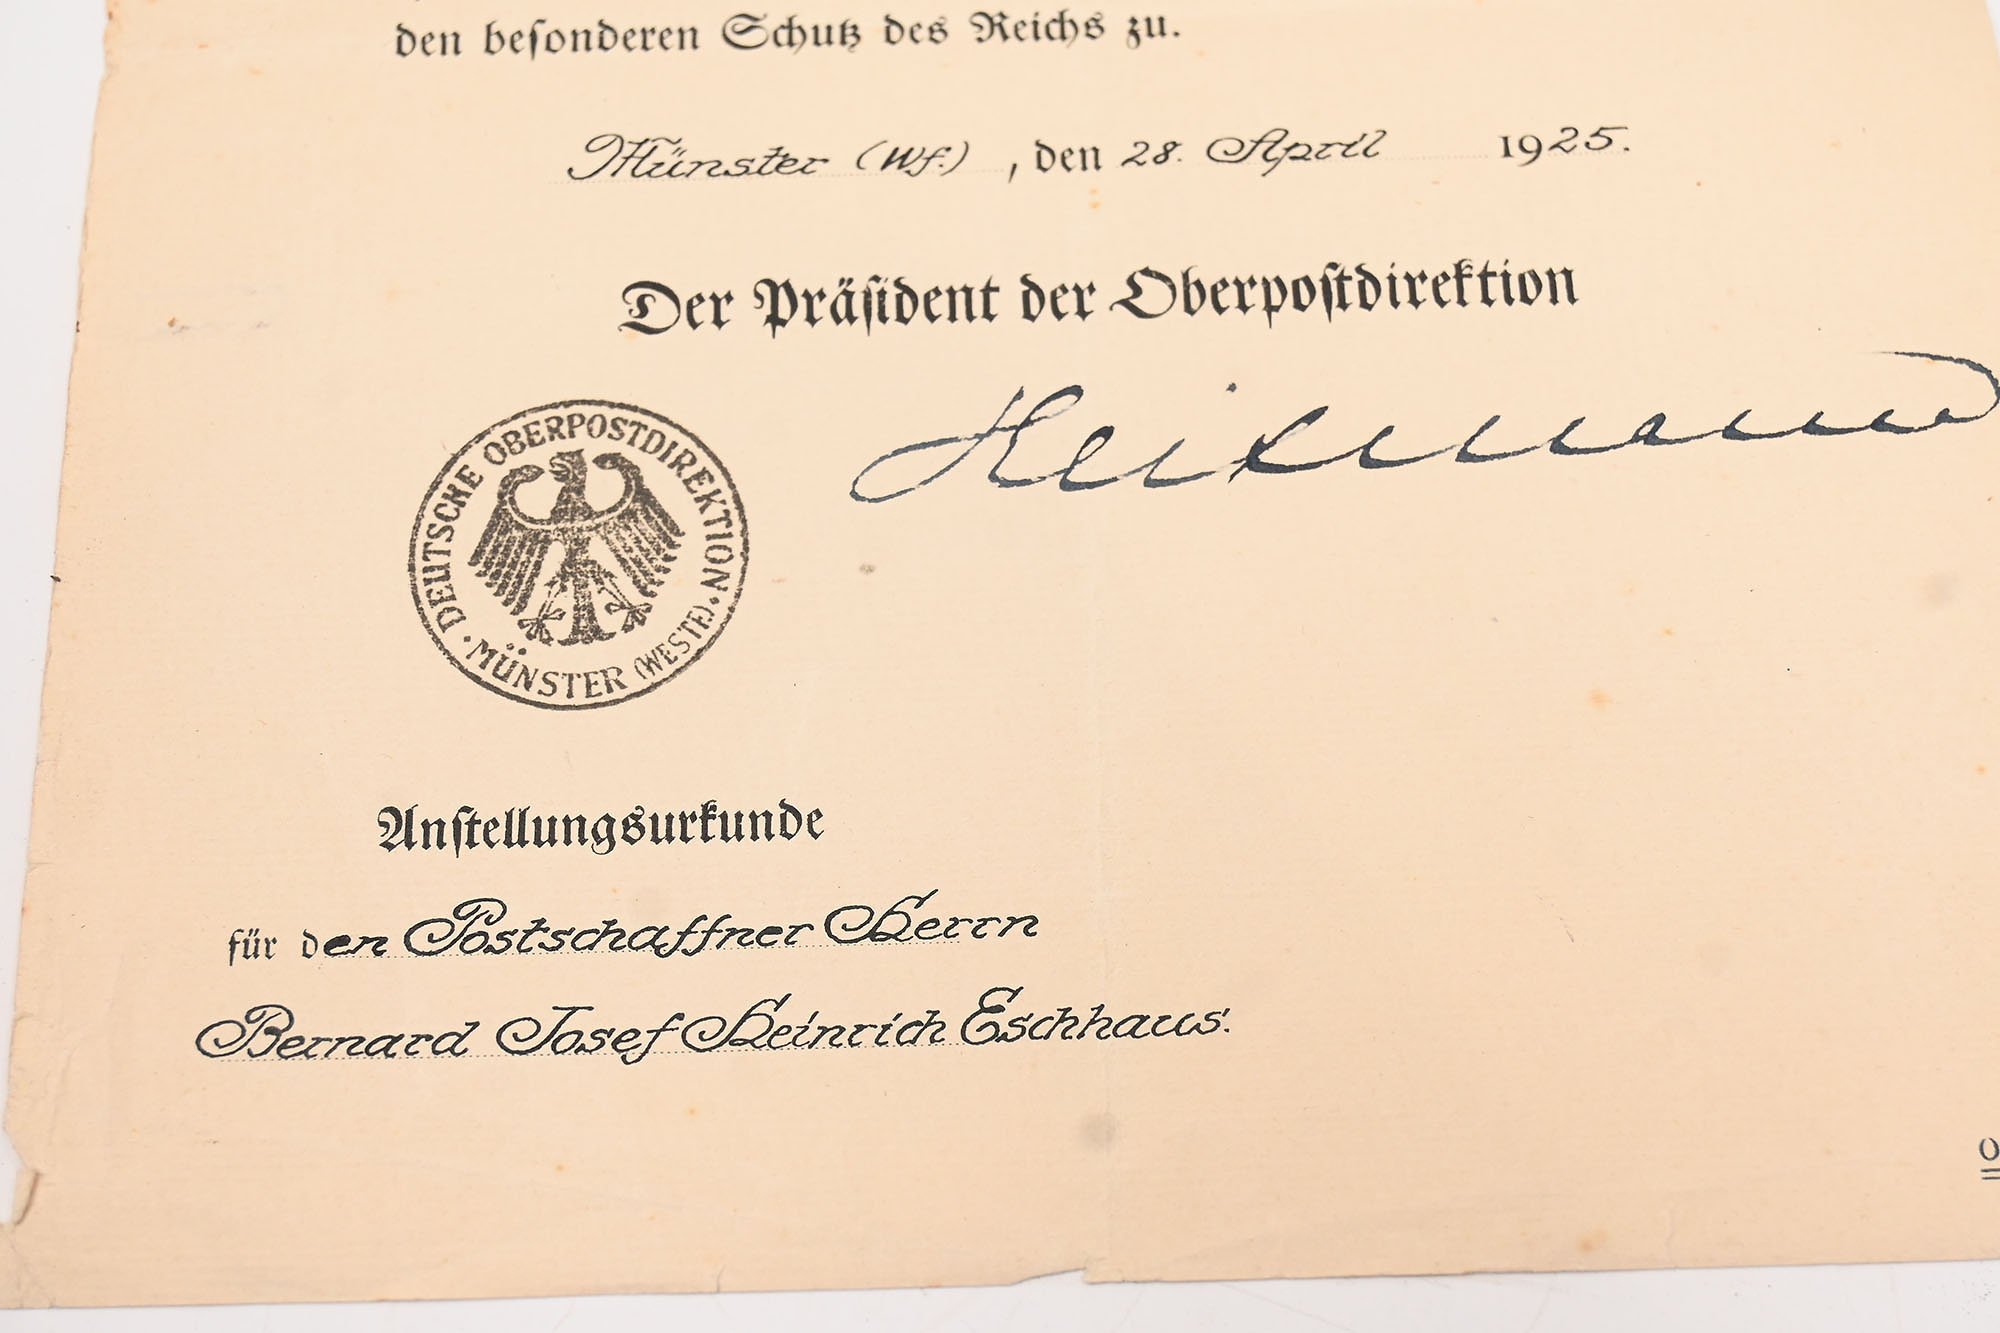 den besonderen Schutz des Reichs zu.
Münster (Wf.), den 28. April 1925.
Der Präsident der Oberpostdirektion
DEUTSCHE OBERPOSTDIREKTION
MÜNSTER (WESTF.)
Anstellungsurkunde
für den Postschaffner Herrn
Bernard Josef Heinrich Eschhaus.